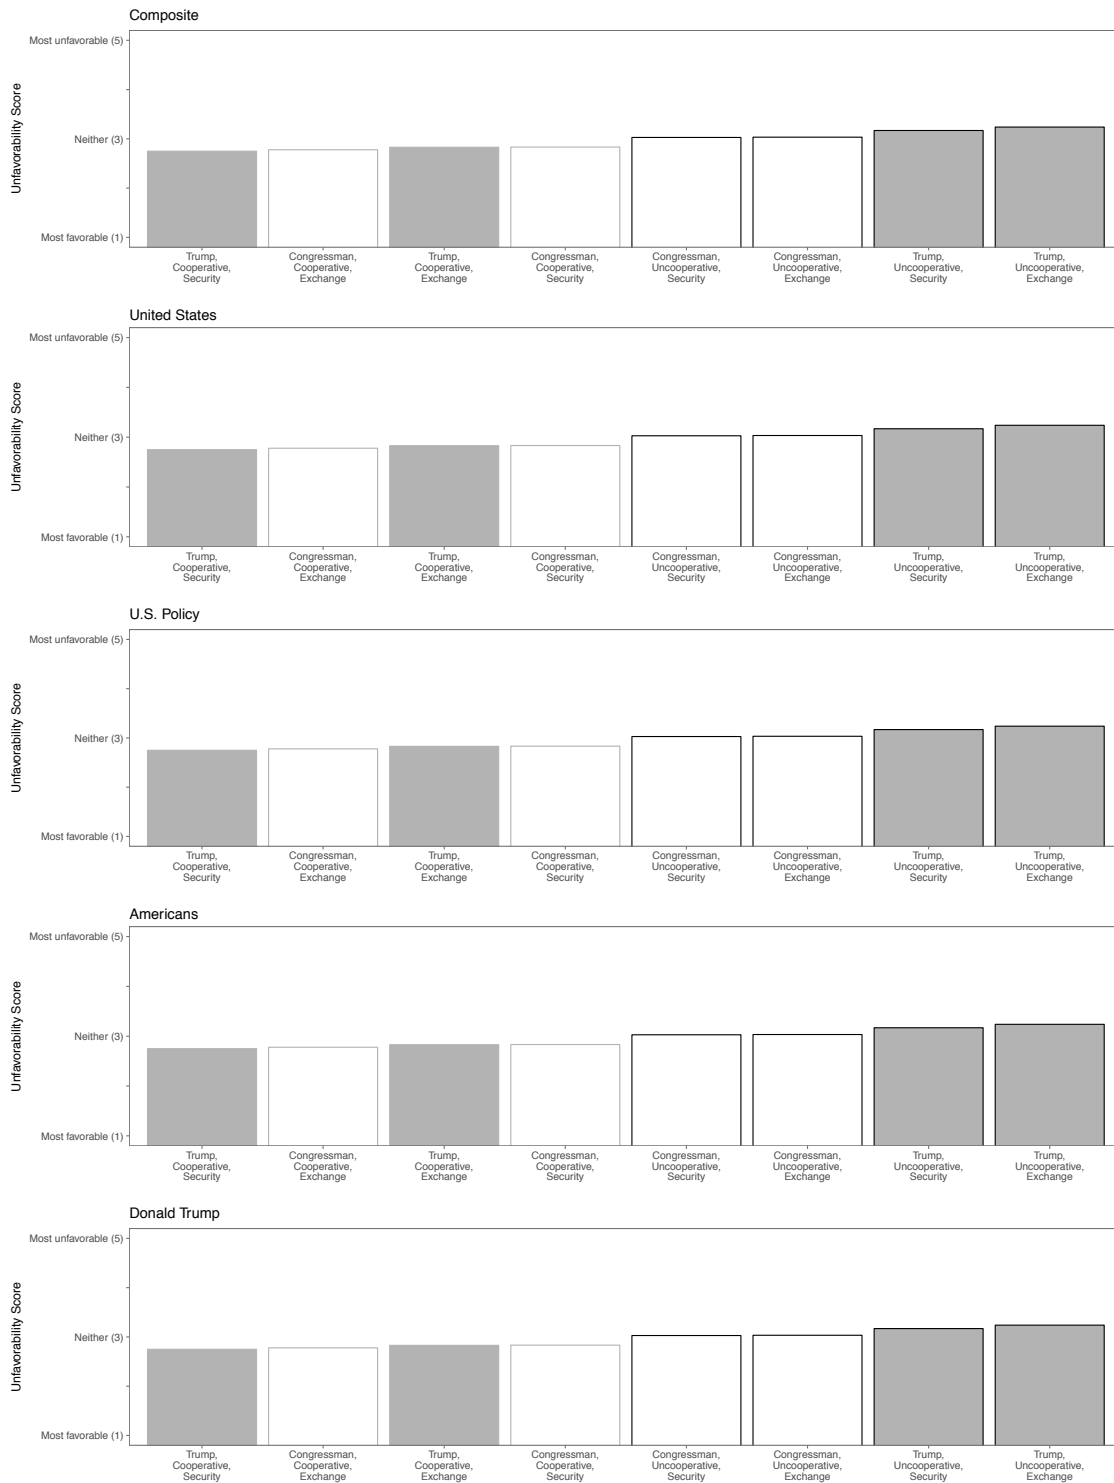 Composite
Unfavorability Score
Most unfavorable (5)
Neither (3)
Most favorable (1)
Trump,
Cooperative,
Security
Congressman,
Cooperative,
Exchange
Trump,
Cooperative,
Exchange
Congressman,
Cooperative,
Security
Congressman,
Uncooperative,
Security
Congressman,
Uncooperative,
Exchange
Trump,
Uncooperative,
Security
Trump,
Uncooperative,
Exchange
United States
Unfavorability Score
Most unfavorable (5)
Neither (3)
Most favorable (1)
Trump,
Cooperative,
Security
Congressman,
Cooperative,
Exchange
Trump,
Cooperative,
Exchange
Congressman,
Cooperative,
Security
Congressman,
Uncooperative,
Security
Congressman,
Uncooperative,
Exchange
Trump,
Uncooperative,
Security
Trump,
Uncooperative,
Exchange
U.S. Policy
Unfavorability Score
Most unfavorable (5)
Neither (3)
Most favorable (1)
Trump,
Cooperative,
Security
Congressman,
Cooperative,
Exchange
Trump,
Cooperative,
Exchange
Congressman,
Cooperative,
Security
Congressman,
Uncooperative,
Security
Congressman,
Uncooperative,
Exchange
Trump,
Uncooperative,
Security
Trump,
Uncooperative,
Exchange
Americans
Unfavorability Score
Most unfavorable (5)
Neither (3)
Most favorable (1)
Trump,
Cooperative,
Security
Congressman,
Cooperative,
Exchange
Trump,
Cooperative,
Exchange
Congressman,
Cooperative,
Security
Congressman,
Uncooperative,
Security
Congressman,
Uncooperative,
Exchange
Trump,
Uncooperative,
Security
Trump,
Uncooperative,
Exchange
Donald Trump
Unfavorability Score
Most unfavorable (5)
Neither (3)
Most favorable (1)
Trump,
Cooperative,
Security
Congressman,
Cooperative,
Exchange
Trump,
Cooperative,
Exchange
Congressman,
Cooperative,
Security
Congressman,
Uncooperative,
Security
Congressman,
Uncooperative,
Exchange
Trump,
Uncooperative,
Security
Trump,
Uncooperative,
Exchange